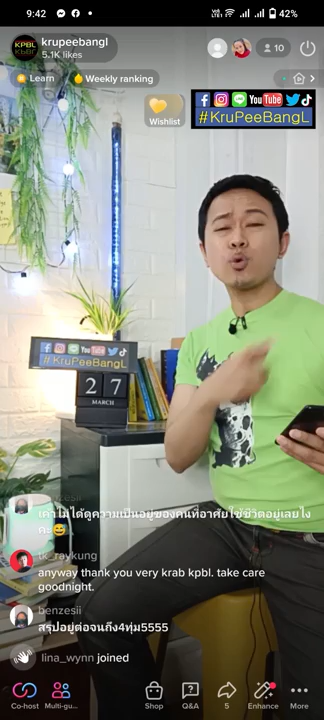 9:42
42%
KPBL
krupeebangl
5.1K likes
10
Learn
Weekly ranking
Wishlist
YouTube
#KruPeeBangL
YouTube
#KruPeeBangL
27
MARCH
benzesii
เค้าไม่ได้ดูความเป็นอยู่ของคนที่อาศัยใช้ชีวิตอยู่เลยไง
คะ😅
tk_raykung
anyway thank you very krab kpbl. take care
goodnight.
benzesii
สรุปอยู่ต่อจนถึง4ทุ่ม5555
lina_wynn joined
Co-host
Multi-gu...
Shop
Q&A
5
Enhance
More